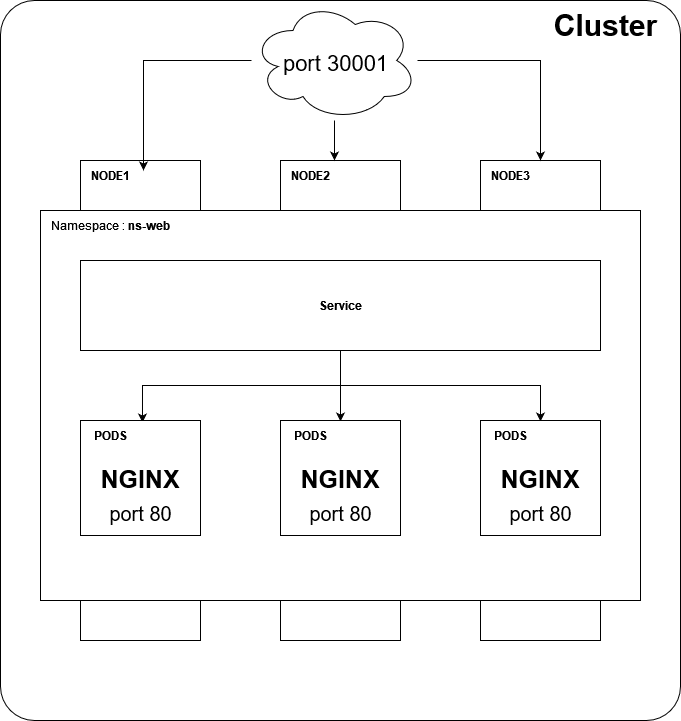 Cluster
port 30001
NODE1
NODE2
NODE3
Namespace : ns-web
Service
PODS
NGINX
port 80
PODS
NGINX
port 80
PODS
NGINX
port 80